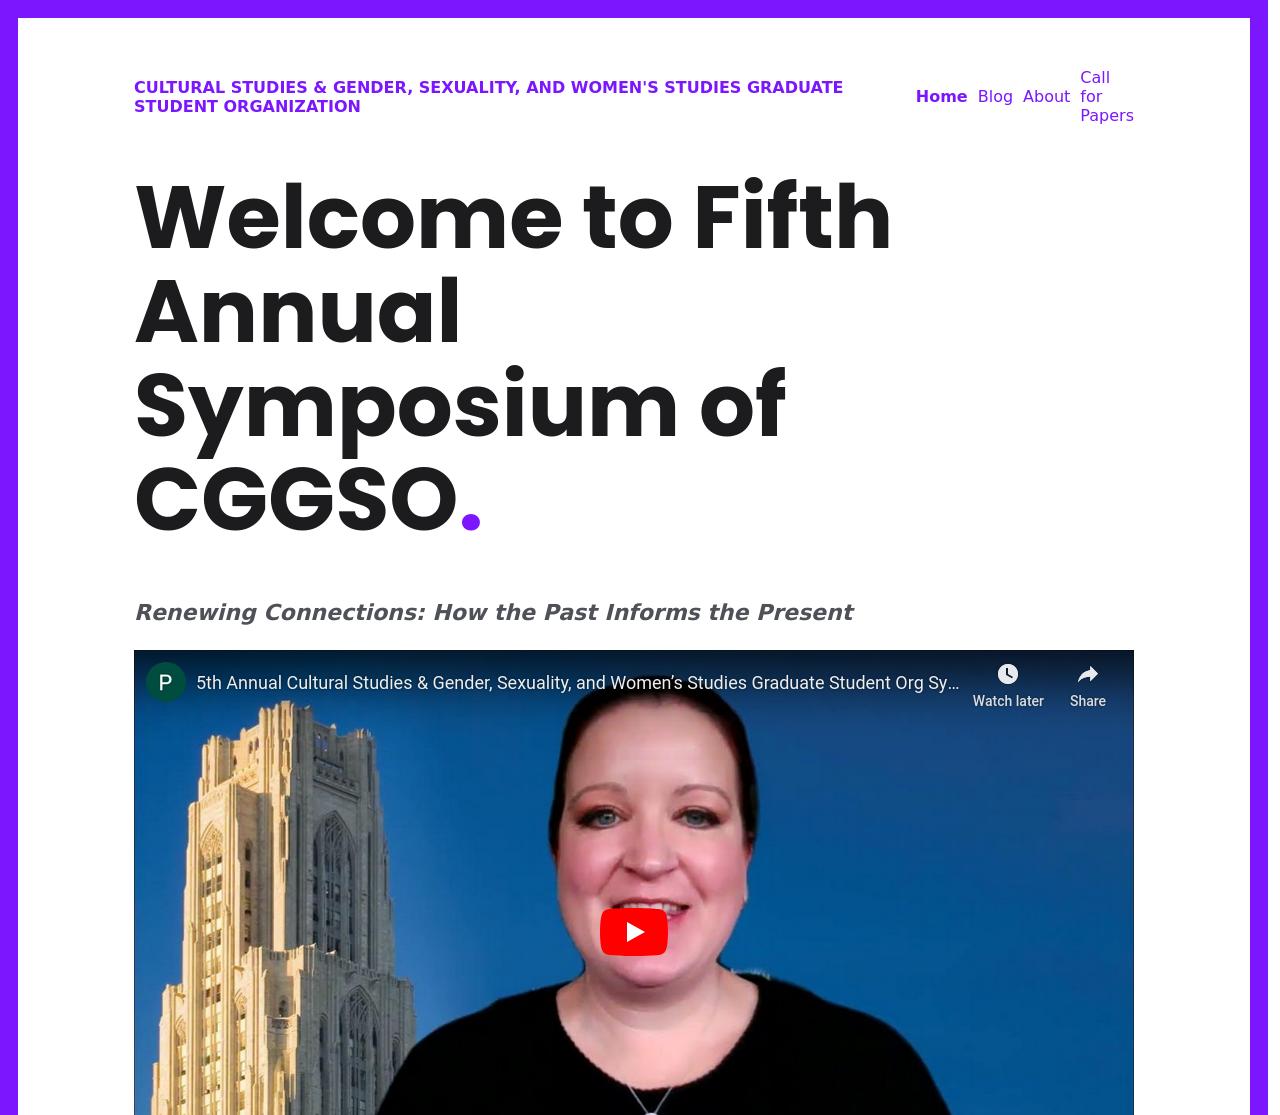 CULTURAL STUDIES & GENDER, SEXUALITY, AND WOMEN'S STUDIES GRADUATE
STUDENT ORGANIZATION
Home Blog About Call
for
Papers
Welcome to Fifth
Annual
Symposium of
CGGSO.
Renewing Connections: How the Past Informs the Present
P
5th Annual Cultural Studies & Gender, Sexuality, and Women’s Studies Graduate Student Org Sy…
Watch later
Share